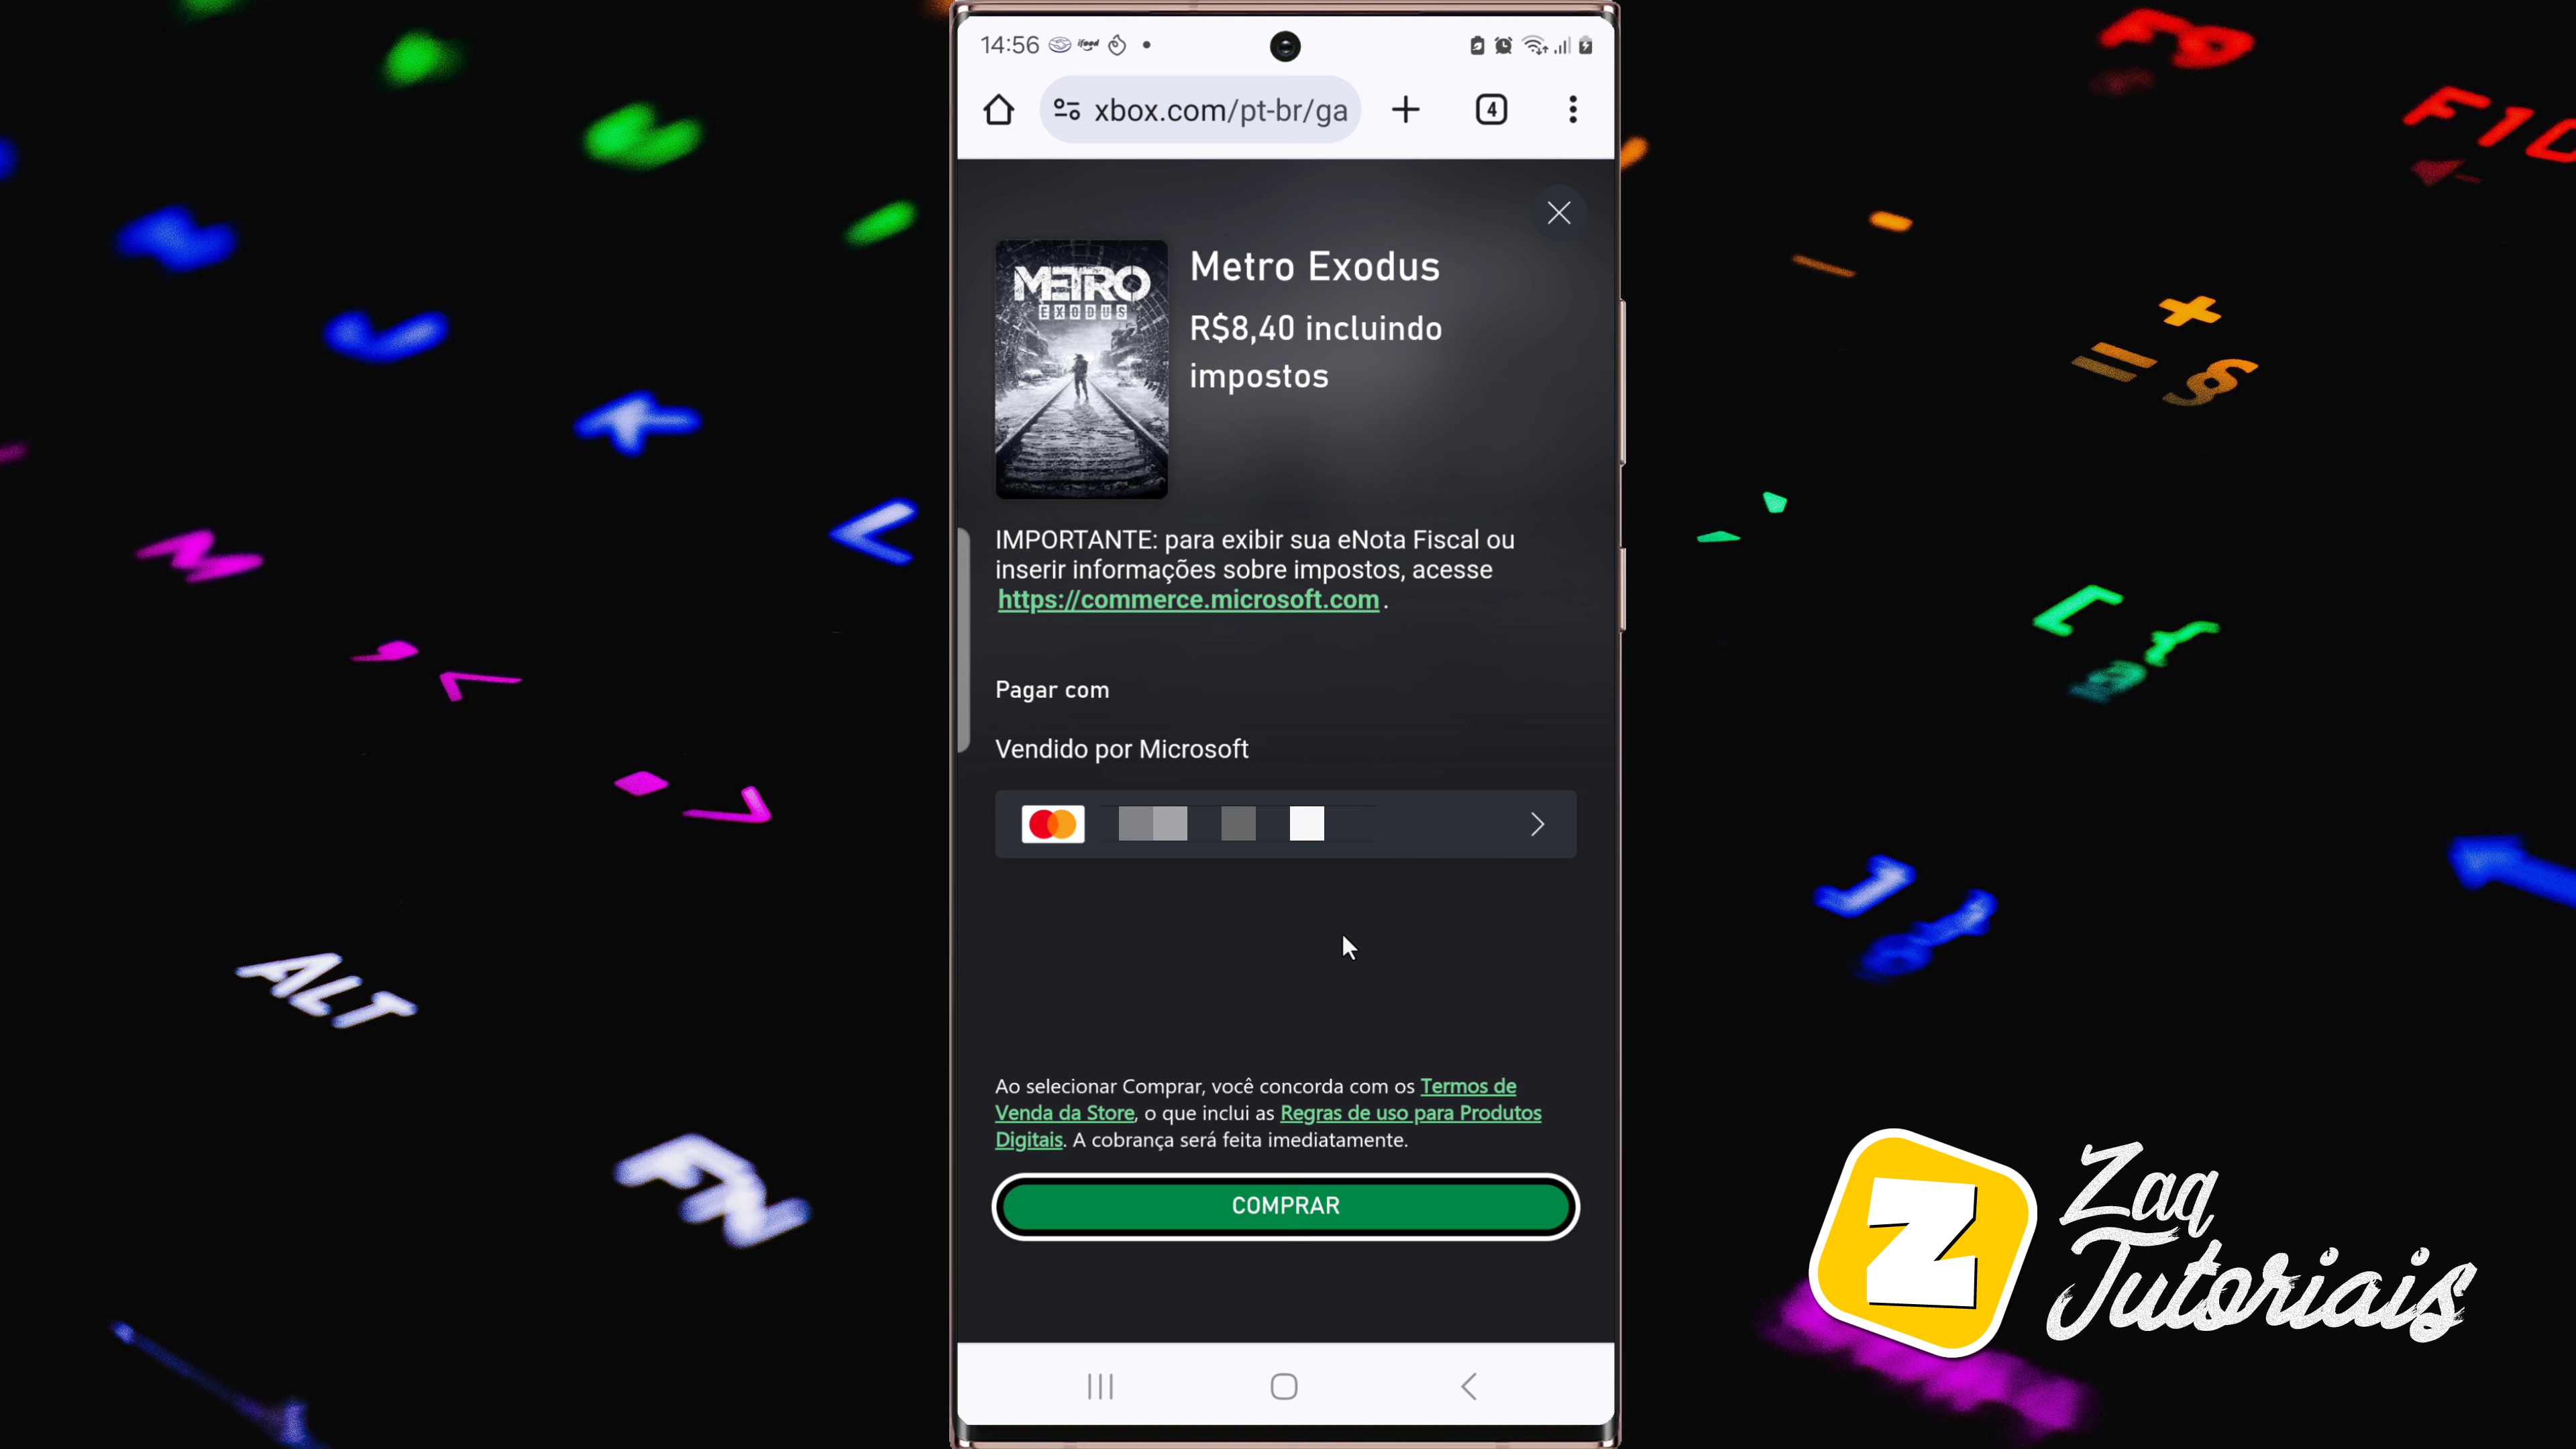 14:56
ifood
xbox.com/pt-br/ga
4
METRO
EXODUS
Metro Exodus
R$8,40 incluindo
impostos
IMPORTANTE: para exibir sua eNota Fiscal ou
inserir informações sobre impostos, acesse
https://commerce.microsoft.com.
Pagar com
Vendido por Microsoft
Ao selecionar Comprar, você concorda com os Termos de
Venda da Store, o que inclui as Regras de uso para Produtos
Digitais. A cobrança será feita imediatamente.
COMPRAR
F9
F10
+
= §
K
M
<
ALT
FN
Z
Zaq
Tutoriais